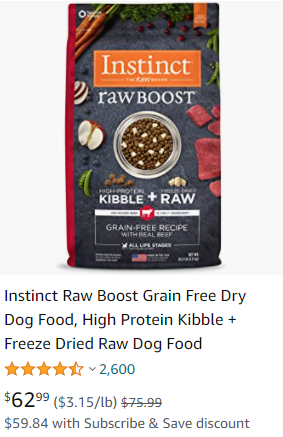 Instinct
THE RAW BRAND
raw BOOST
HIGH-PROTEIN
KIBBLE
+
FREEZE-DRIED
RAW
GRAIN-FREE RECIPE
WITH REAL BEEF
ALL LIFE STAGES
Instinct Raw Boost Grain Free Dry
Dog Food, High Protein Kibble +
Freeze Dried Raw Dog Food
2,600
$62.99 ($3.15/lb) $75.99
$59.84 with Subscribe & Save discount